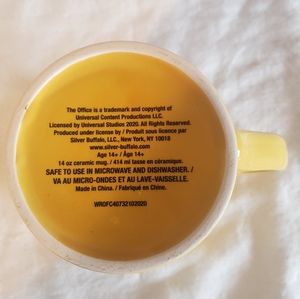 The Office is a trademark and copyright of
Universal Content Productions LLC.
Licensed by Universal Studios 2020. All Rights Reserved.
Produced under license by / Produit sous licence par
Silver Buffalo, LLC., New York, NY 10018
www.silver-buffalo.com
Age 14+ / Âge 14+
14 oz ceramic mug. / 414 ml tasse en céramique.
SAFE TO USE IN MICROWAVE AND DISHWASHER. /
VA AU MICRO-ONDES ET AU LAVE-VAISSELLE.
Made in China. / Fabriqué en Chine.
WROFC40732102020